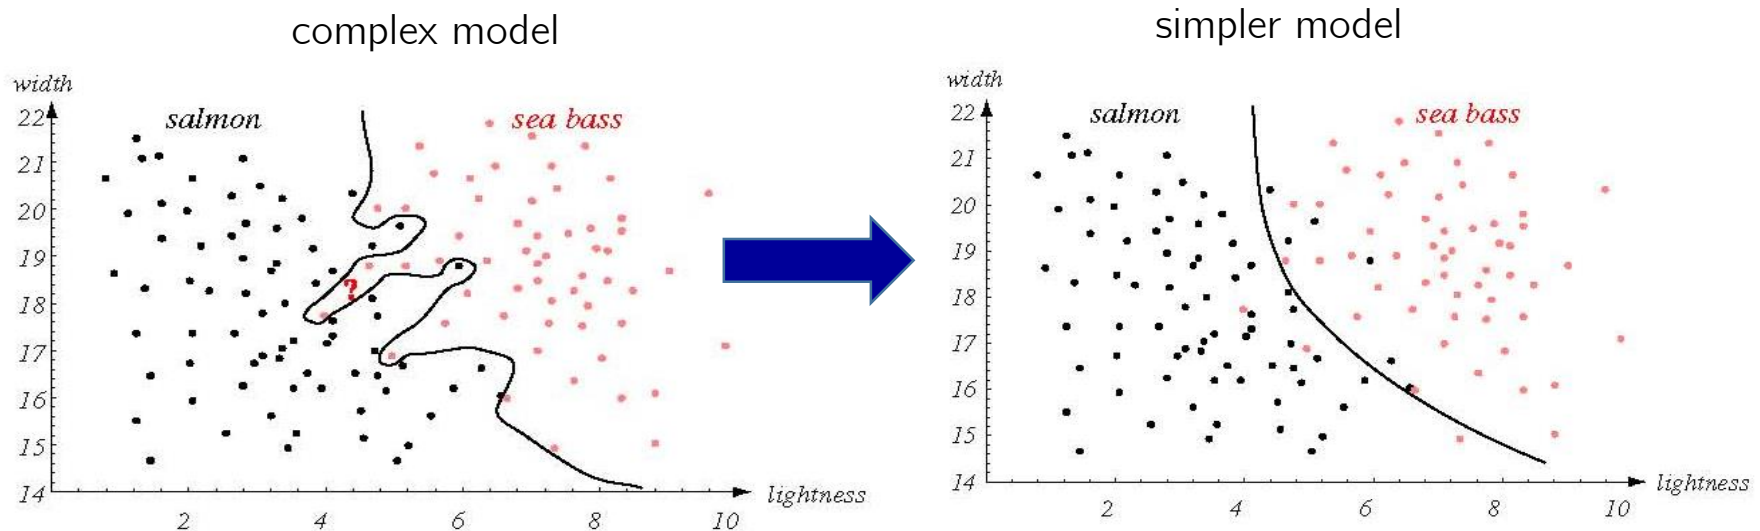 complex model
width
22
21
20
19
18
17
16
15
14
salmon
sea bass
?
2
4
6
8
10
lightness
simpler model
width
22
21
20
19
18
17
16
15
14
salmon
sea bass
2
4
6
8
10
lightness